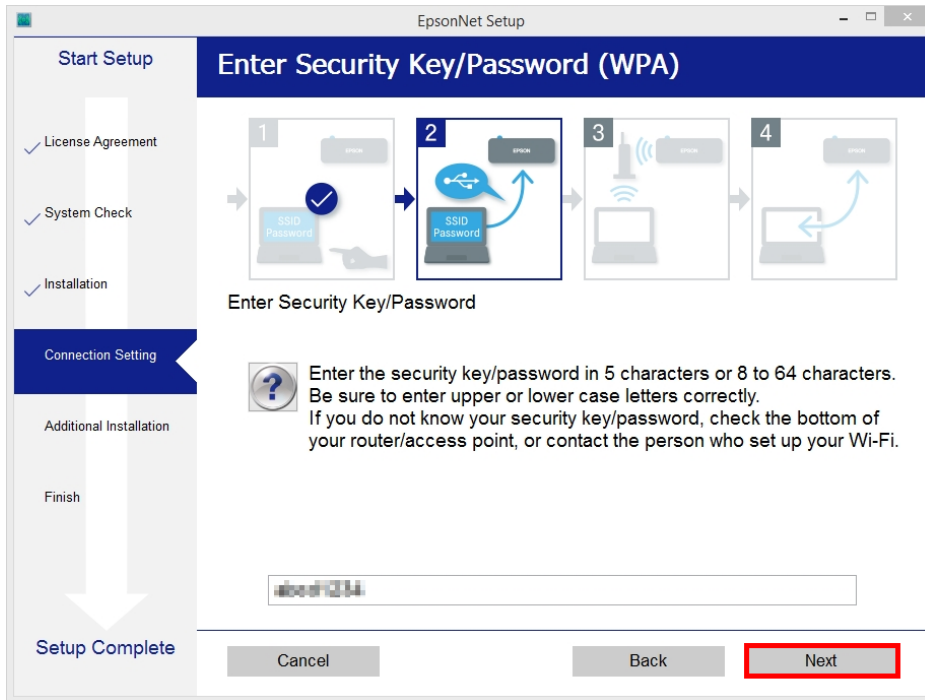 EpsonNet Setup
Start Setup
Enter Security Key/Password (WPA)
License Agreement
System Check
Installation
Connection Setting
Additional Installation
Finish
Setup Complete
1
EPSON
SSID
Password
2
EPSON
SSID
Password
3
EPSON
4
EPSON
Enter Security Key/Password
?
Enter the security key/password in 5 characters or 8 to 64 characters.
Be sure to enter upper or lower case letters correctly.
If you do not know your security key/password, check the bottom of
your router/access point, or contact the person who set up your Wi-Fi.
Cancel
Back
Next